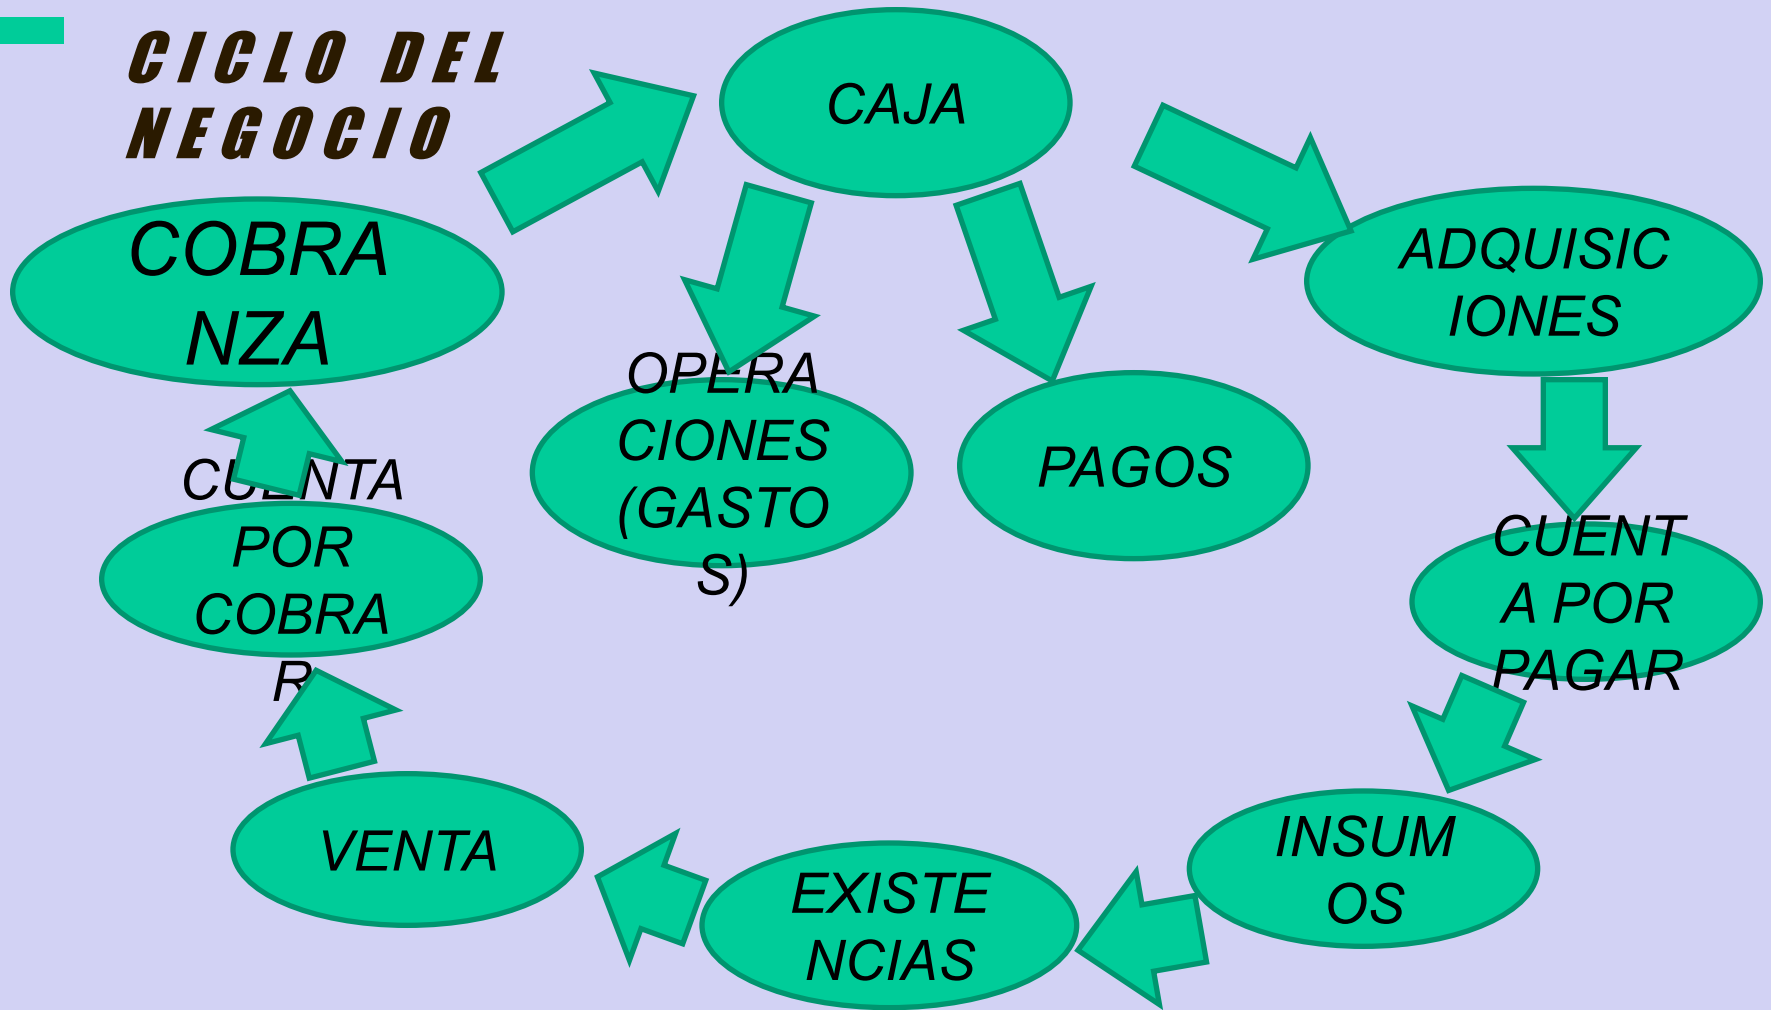 CICLO DEL
NEGOCIO
CAJA
COBRA
NZA
ADQUISIC
IONES
OPERA
CIONES
(GASTO
S)
PAGOS
CUENTA
POR
COBRA
R
CUENT
A POR
PAGAR
VENTA
EXISTE
NCIAS
INSUM
OS